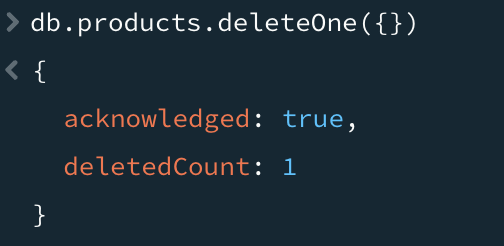 > db.products.deleteOne({})
< {
acknowledged: true,
deletedCount: 1
}